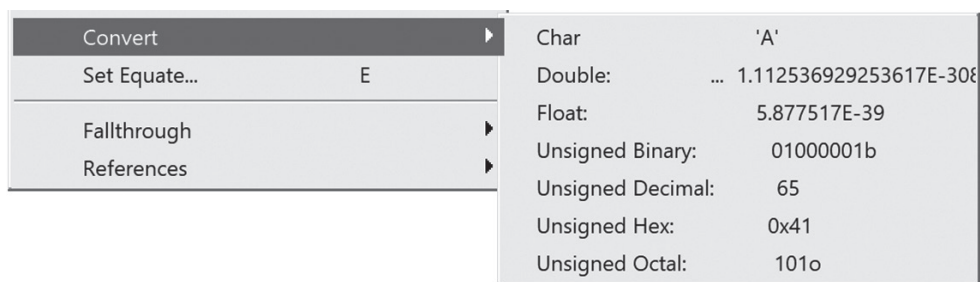 Convert
Set Equate... E
Fallthrough
References
Char 'A'
Double: ... 1.112536929253617E-308
Float: 5.877517E-39
Unsigned Binary: 01000001b
Unsigned Decimal: 65
Unsigned Hex: 0x41
Unsigned Octal: 101o